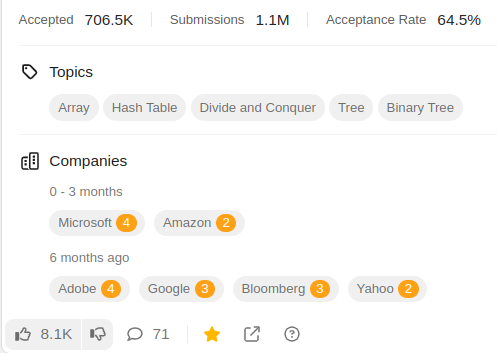 Accepted 706.5K Submissions 1.1M Acceptance Rate 64.5%
Topics
Array Hash Table Divide and Conquer Tree Binary Tree
Companies
0 - 3 months
Microsoft 4 Amazon 2
6 months ago
Adobe 4 Google 3 Bloomberg 3 Yahoo 2
8.1K 71